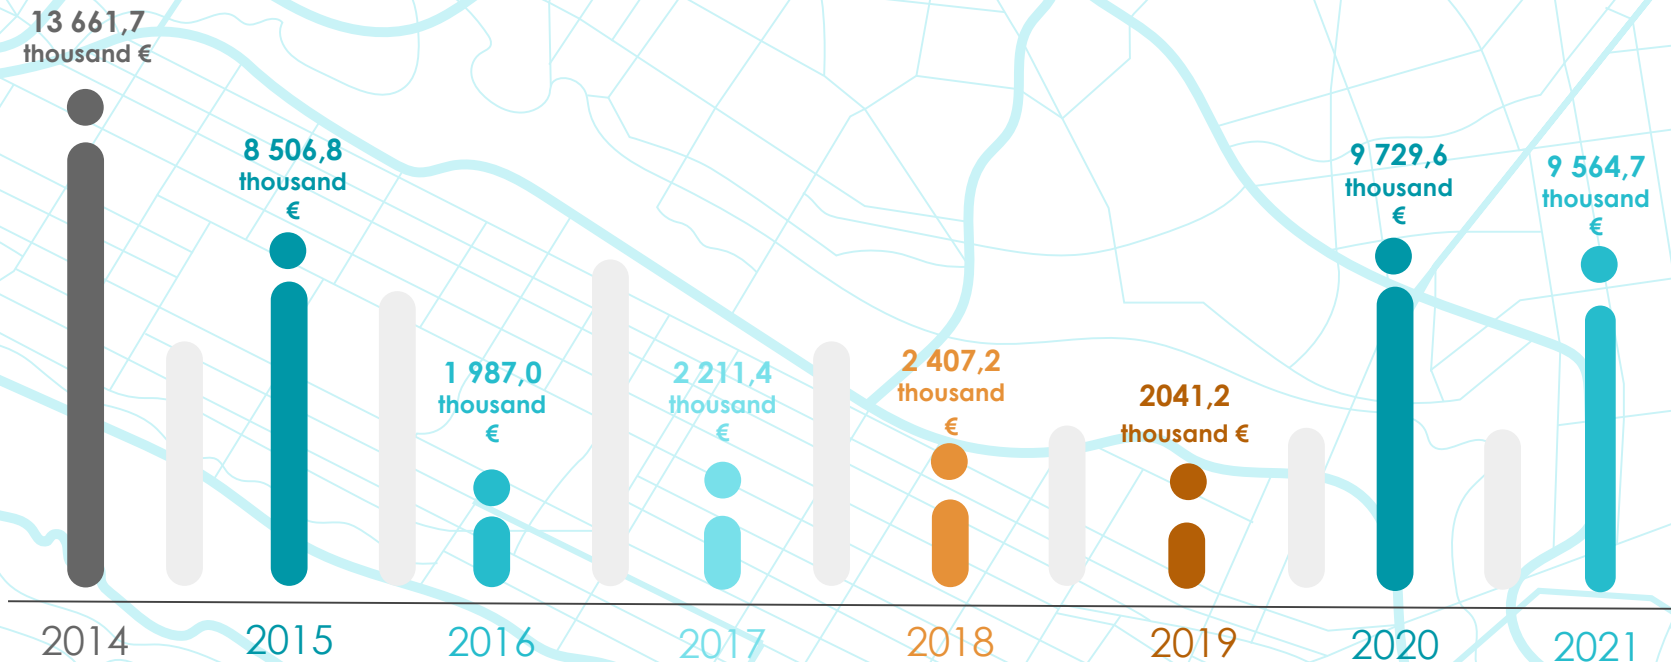 13 661,7
thousand €
8 506,8
thousand
€
1 987,0
thousand
€
2 211,4
thousand
€
2 407,2
thousand
€
2041,2
thousand €
9 729,6
thousand
€
9 564,7
thousand
€
2014
2015
2016
2017
2018
2019
2020
2021